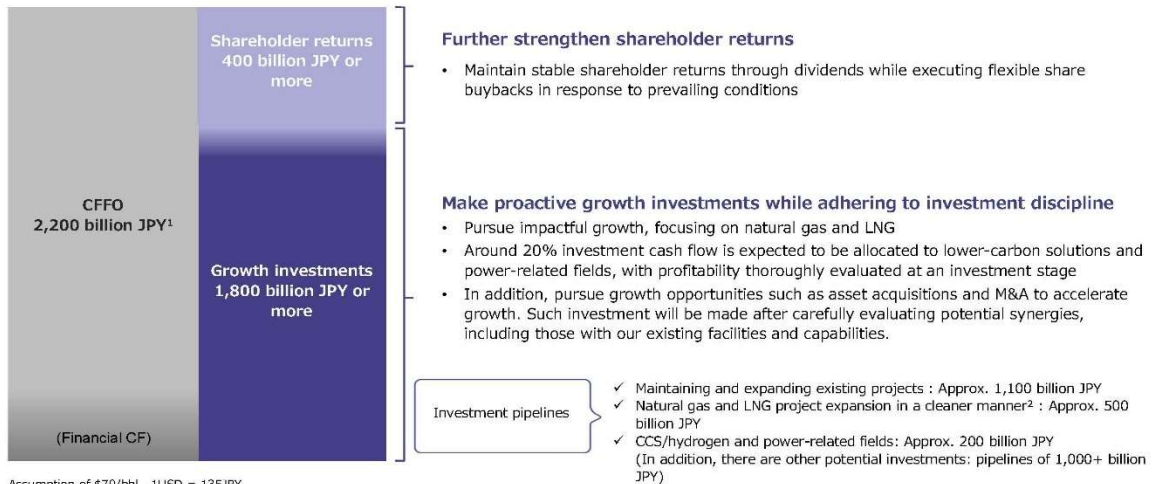 Shareholder returns
400 billion JPY or
more
Further strengthen shareholder returns
• Maintain stable shareholder returns through dividends while executing flexible share
buybacks in response to prevailing conditions
CFFO
2,200 billion JPY¹
Growth investments
1,800 billion JPY or
more
(Financial CF)
Make proactive growth investments while adhering to investment discipline
• Pursue impactful growth, focusing on natural gas and LNG
• Around 20% investment cash flow is expected to be allocated to lower-carbon solutions and
power-related fields, with profitability thoroughly evaluated at an investment stage
• In addition, pursue growth opportunities such as asset acquisitions and M&A to accelerate
growth. Such investment will be made after carefully evaluating potential synergies,
including those with our existing facilities and capabilities.
Investment pipelines
✓ Maintaining and expanding existing projects : Approx. 1,100 billion JPY
✓ Natural gas and LNG project expansion in a cleaner manner² : Approx. 500
billion JPY
✓ CCS/hydrogen and power-related fields: Approx. 200 billion JPY
(In addition, there are other potential investments: pipelines of 1,000+ billion
JPY)
Assumption of $70/bbl, 1USD = 135JPY